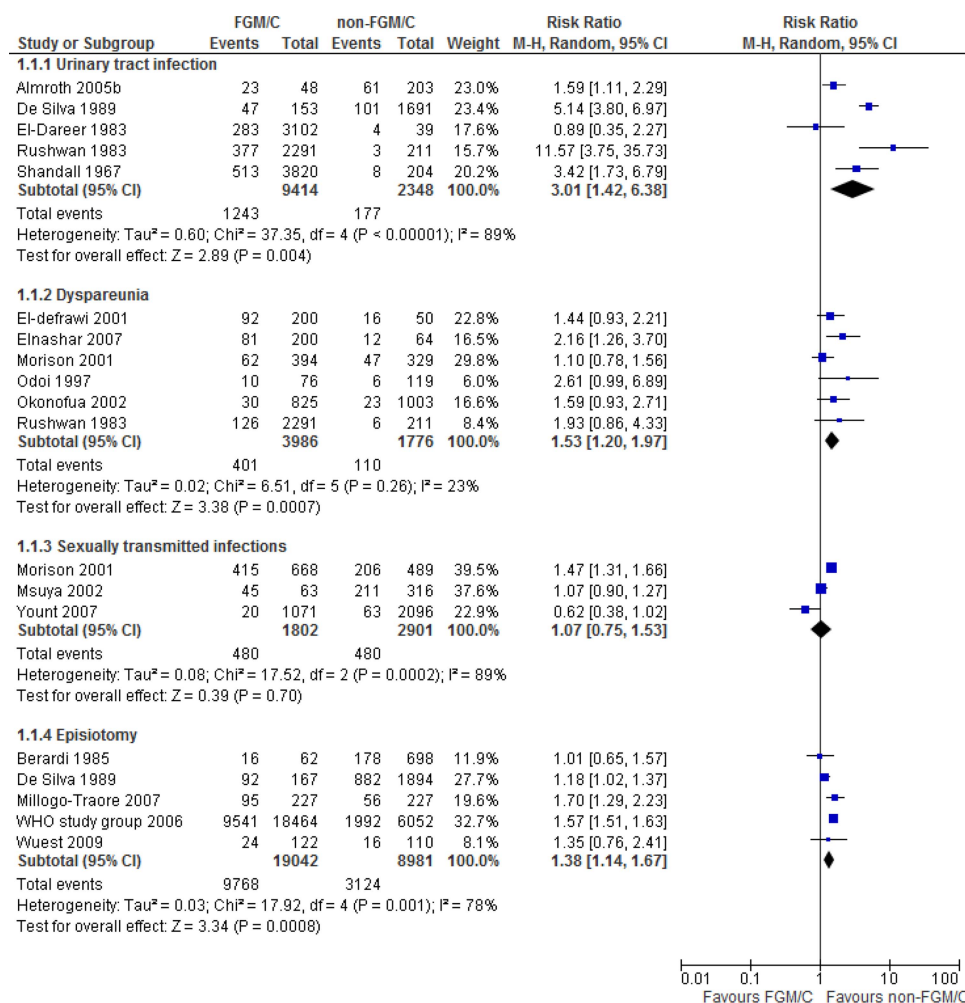 FGM/C non-FGM/C Risk Ratio Risk Ratio
Study or Subgroup Events Total Events Total Weight M-H, Random, 95% CI M-H, Random, 95% CI
1.1.1 Urinary tract infection
Almroth 2005b 23 48 61 203 23.0% 1.59 [1.11, 2.29]
De Silva 1989 47 153 101 1691 23.4% 5.14 [3.80, 6.97]
El-Dareer 1983 283 3102 4 39 17.6% 0.89 [0.35, 2.27]
Rushwan 1983 377 2291 3 211 15.7% 11.57 [3.75, 35.73]
Shandall 1967 513 3820 8 204 20.2% 3.42 [1.73, 6.79]
Subtotal (95% CI) 9414 2348 100.0% 3.01 [1.42, 6.38]
Total events 1243 177
Heterogeneity: Tau² = 0.60; Chi² = 37.35, df = 4 (P < 0.00001); I² = 89%
Test for overall effect: Z = 2.89 (P = 0.004)
1.1.2 Dyspareunia
El-defrawi 2001 92 200 16 50 22.8% 1.44 [0.93, 2.21]
Elnashar 2007 81 200 12 64 16.5% 2.16 [1.26, 3.70]
Morison 2001 62 394 47 329 29.8% 1.10 [0.78, 1.56]
Odoi 1997 10 76 6 119 6.0% 2.61 [0.99, 6.89]
Okonofua 2002 30 825 23 1003 16.6% 1.59 [0.93, 2.71]
Rushwan 1983 126 2291 6 211 8.4% 1.93 [0.86, 4.33]
Subtotal (95% CI) 3986 1776 100.0% 1.53 [1.20, 1.97]
Total events 401 110
Heterogeneity: Tau² = 0.02; Chi² = 6.51, df = 5 (P = 0.26); I² = 23%
Test for overall effect: Z = 3.38 (P = 0.0007)
1.1.3 Sexually transmitted infections
Morison 2001 415 668 206 489 39.5% 1.47 [1.31, 1.66]
Msuya 2002 45 63 211 316 37.6% 1.07 [0.90, 1.27]
Yount 2007 20 1071 63 2096 22.9% 0.62 [0.38, 1.02]
Subtotal (95% CI) 1802 2901 100.0% 1.07 [0.75, 1.53]
Total events 480 480
Heterogeneity: Tau² = 0.08; Chi² = 17.52, df = 2 (P = 0.0002); I² = 89%
Test for overall effect: Z = 0.39 (P = 0.70)
1.1.4 Episiotomy
Berardi 1985 16 62 178 698 11.9% 1.01 [0.65, 1.57]
De Silva 1989 92 167 882 1894 27.7% 1.18 [1.02, 1.37]
Millogo-Traore 2007 95 227 56 227 19.6% 1.70 [1.29, 2.23]
WHO study group 2006 9541 18464 1992 6052 32.7% 1.57 [1.51, 1.63]
Wuest 2009 24 122 16 110 8.1% 1.35 [0.76, 2.41]
Subtotal (95% CI) 19042 8981 100.0% 1.38 [1.14, 1.67]
Total events 9768 3124
Heterogeneity: Tau² = 0.03; Chi² = 17.92, df = 4 (P = 0.001); I² = 78%
Test for overall effect: Z = 3.34 (P = 0.0008)
0.01 0.1 1 10 100
Favours FGM/C Favours non-FGM/C